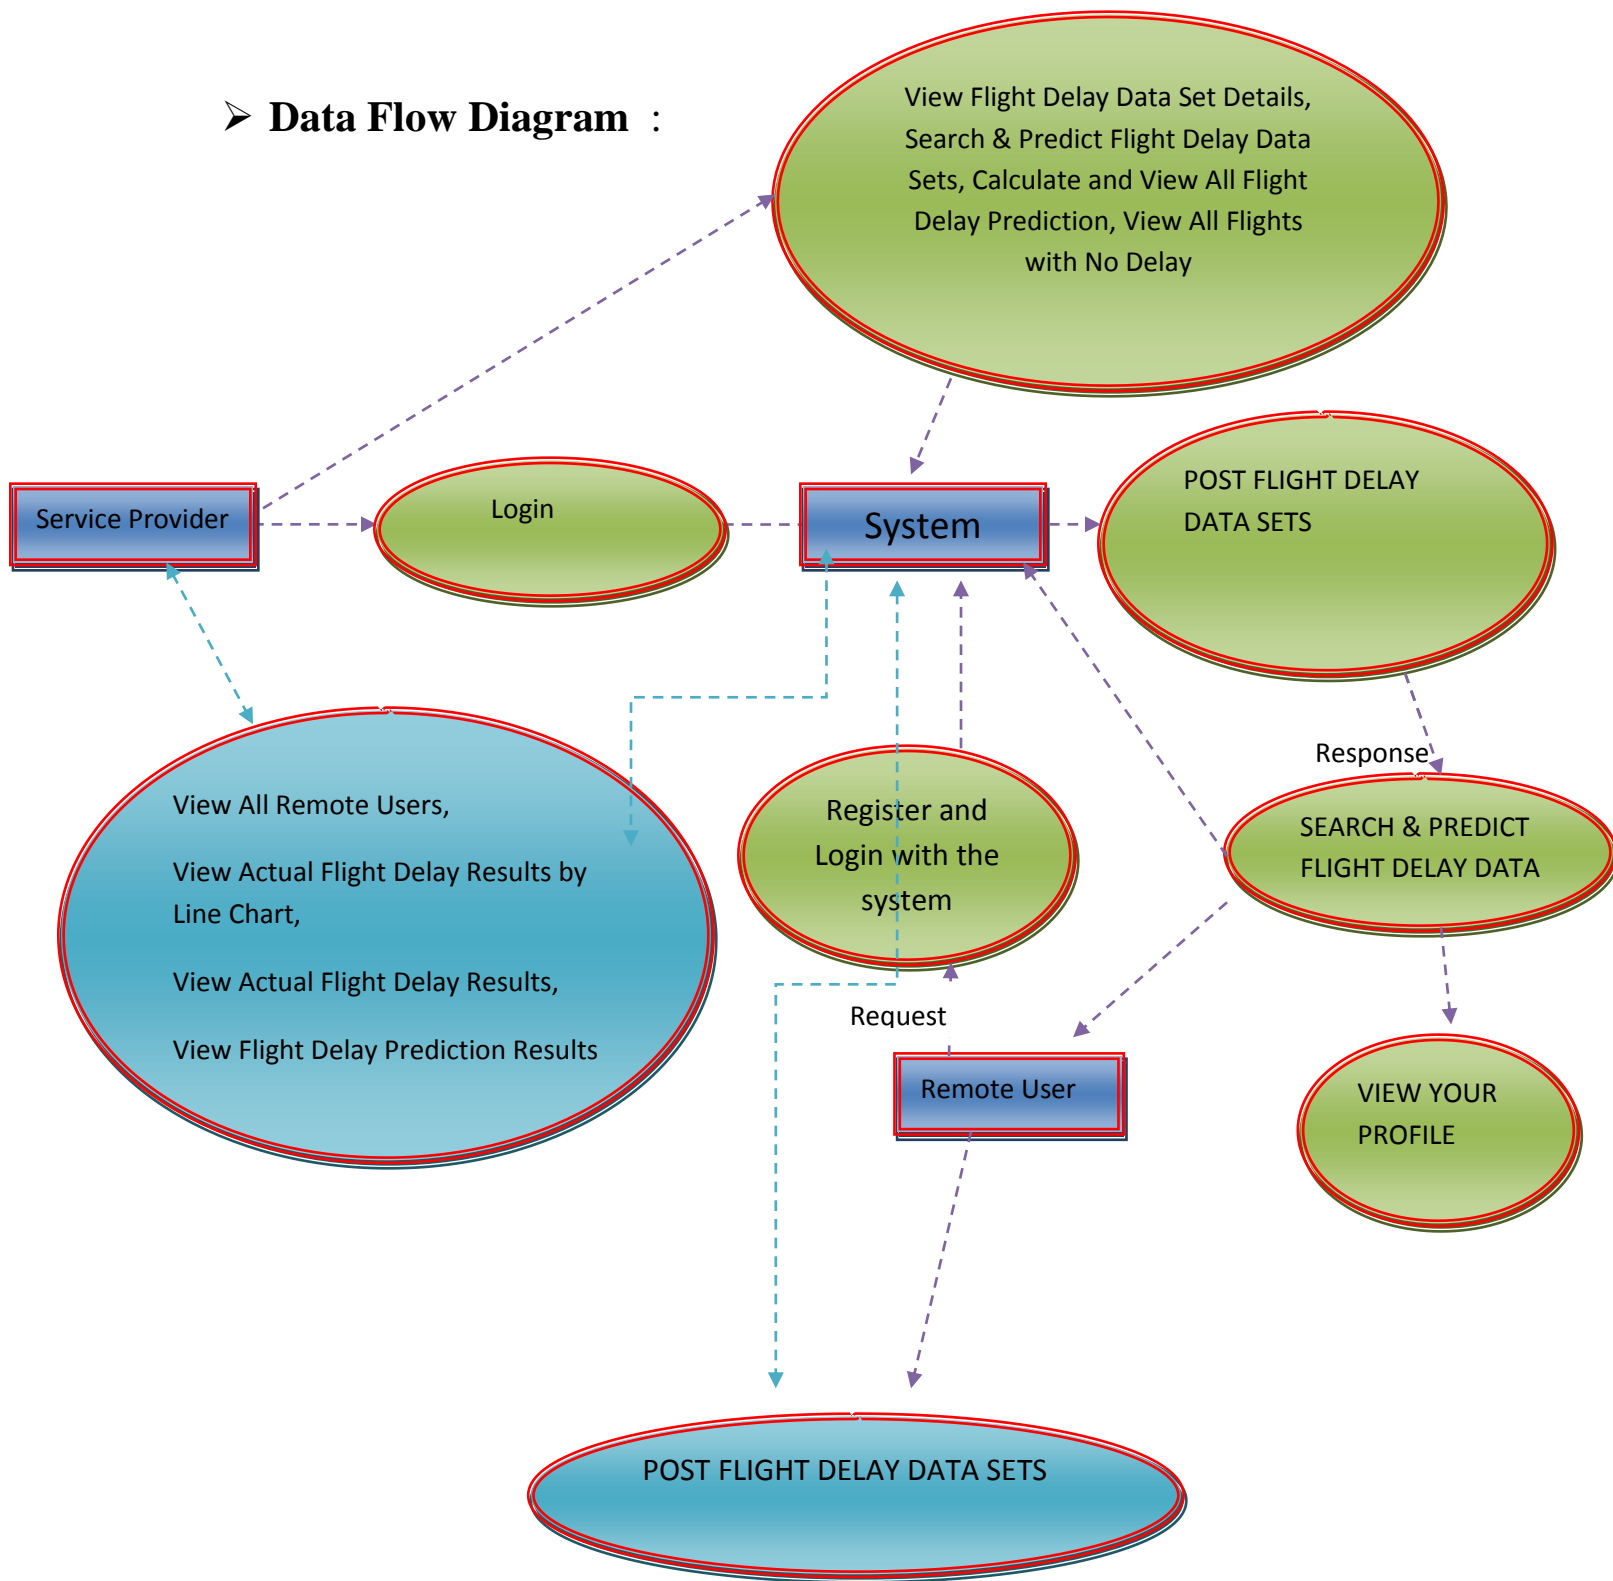 ➢ Data Flow Diagram :
View Flight Delay Data Set Details,
Search & Predict Flight Delay Data
Sets, Calculate and View All Flight
Delay Prediction, View All Flights
with No Delay
Service Provider
Login
System
POST FLIGHT DELAY
DATA SETS
Response
View All Remote Users,
View Actual Flight Delay Results by
Line Chart,
View Actual Flight Delay Results,
View Flight Delay Prediction Results
Register and
Login with the
system
SEARCH & PREDICT
FLIGHT DELAY DATA
Request
Remote User
VIEW YOUR
PROFILE
POST FLIGHT DELAY DATA SETS